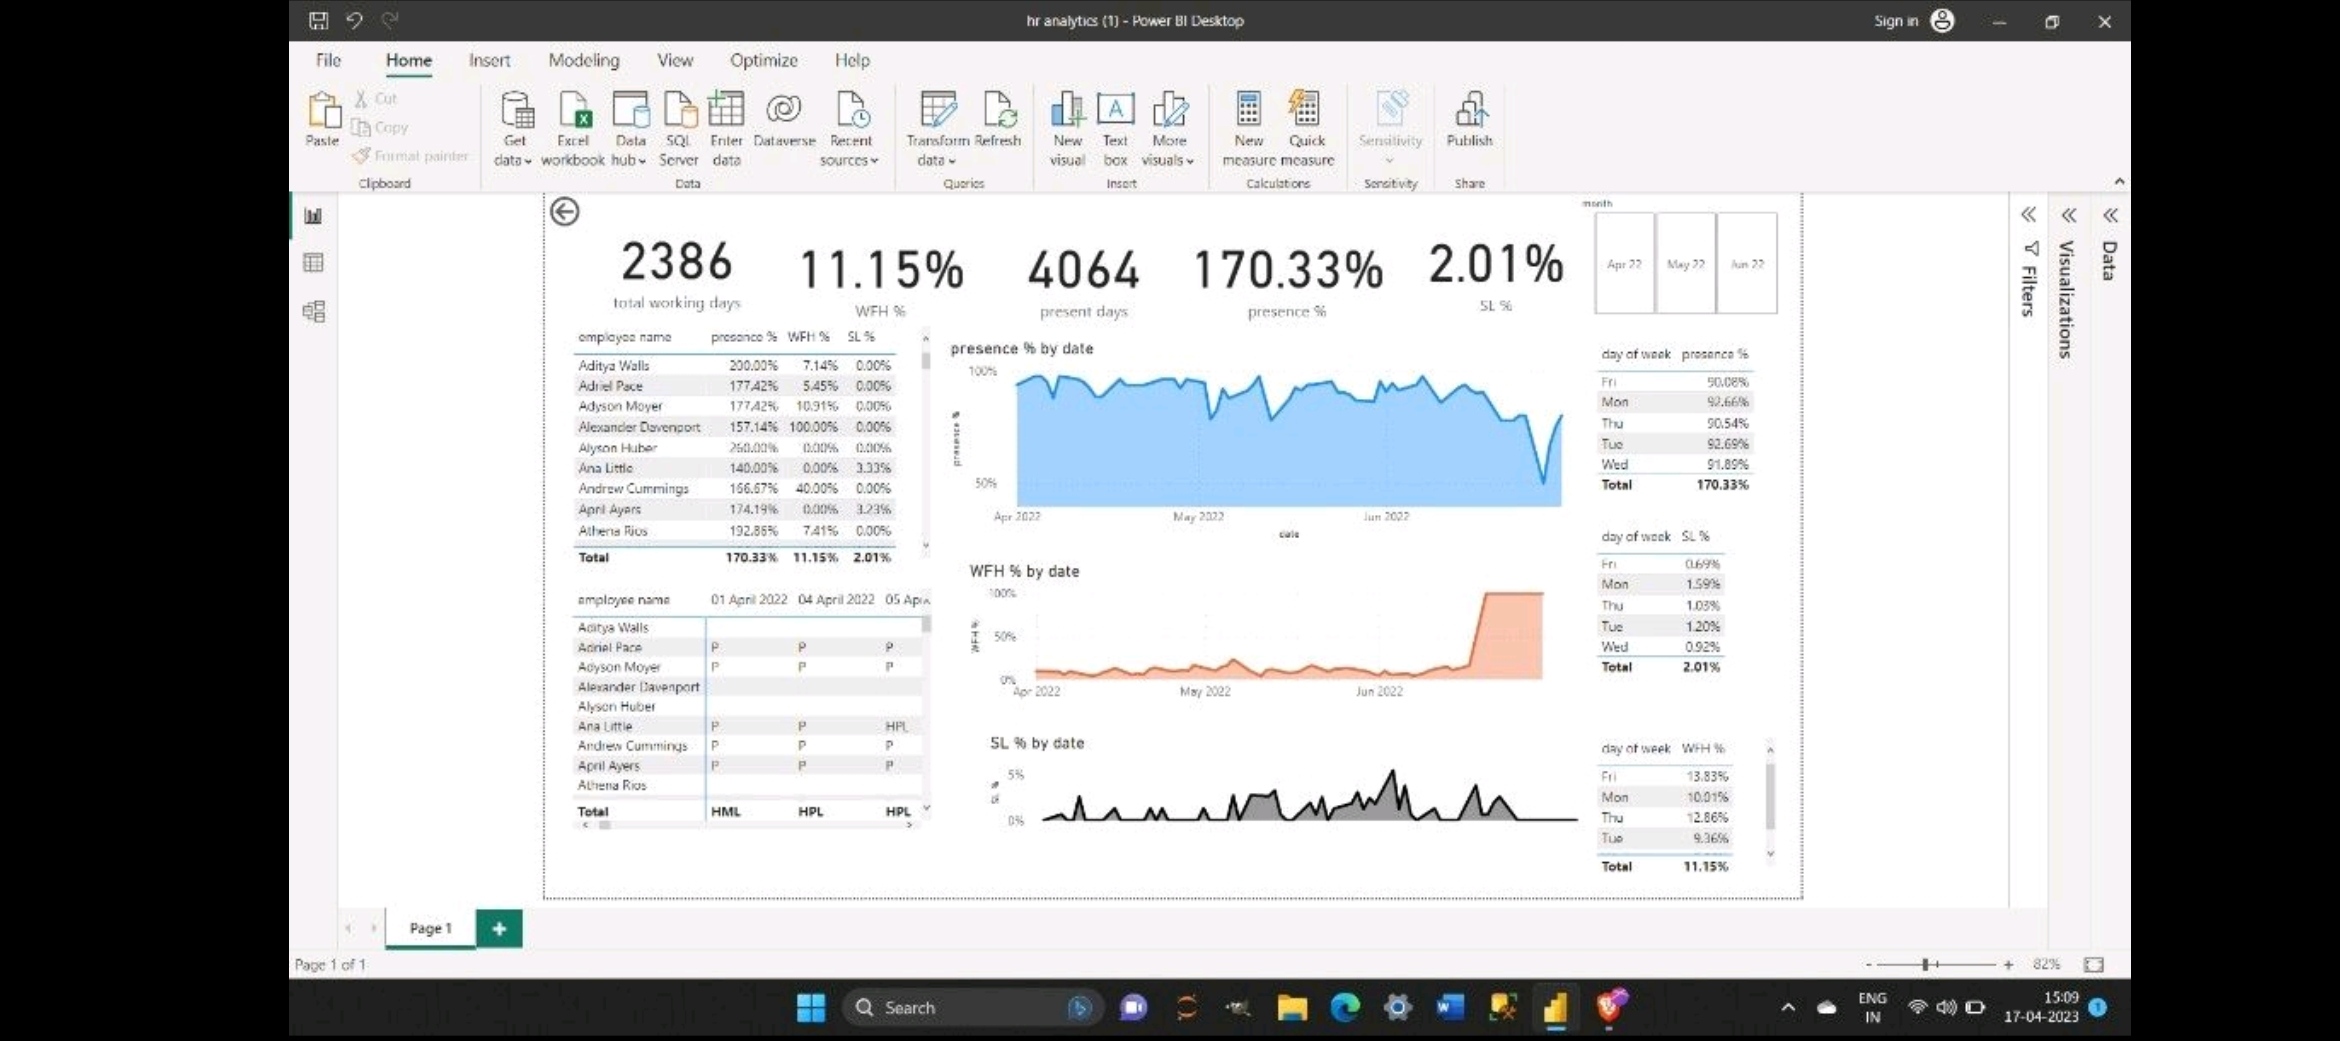 hr analytics (1) - Power BI Desktop
Sign in
File Home Insert Modeling View Optimize Help
Paste
Cut
Copy
Format painter
Clipboard
Get data
Excel workbook
Data hub
SQL Server
Enter data
Dataverse
Recent sources
Data
Transform data
Refresh
Queries
New visual
Text box
More visuals
Insert
New measure
Quick measure
Calculations
Sensitivity
Sensitivity
Publish
Share
2386
total working days
11.15%
WFH %
4064
present days
170.33%
presence %
2.01%
SL %
month
Apr 22 May 22 Jun 22
Filters
Visualizations
Data
employee name presence % WFH % SL %
Aditya Walls 200.00% 7.14% 0.00%
Adriel Pace 177.42% 5.45% 0.00%
Adyson Moyer 177.42% 10.91% 0.00%
Alexander Davenport 157.14% 100.00% 0.00%
Alyson Huber 260.00% 0.00% 0.00%
Ana Little 140.00% 0.00% 3.33%
Andrew Cummings 166.67% 40.00% 0.00%
April Ayers 174.19% 0.00% 3.23%
Athena Rios 192.86% 7.41% 0.00%
Total 170.33% 11.15% 2.01%
presence % by date
100%
50%
presence %
Apr 2022 May 2022 Jun 2022
date
day of week presence %
Fri 90.08%
Mon 92.66%
Thu 90.54%
Tue 92.69%
Wed 91.89%
Total 170.33%
employee name 01 April 2022 04 April 2022 05 Apr
Aditya Walls
Adriel Pace P P P
Adyson Moyer P P P
Alexander Davenport
Alyson Huber
Ana Little P P HPL
Andrew Cummings P P P
April Ayers P P P
Athena Rios
Total HML HPL HPL
WFH % by date
100%
50%
0%
WFH %
Apr 2022 May 2022 Jun 2022
day of week SL %
Fri 0.69%
Mon 1.59%
Thu 1.03%
Tue 1.20%
Wed 0.92%
Total 2.01%
SL % by date
5%
0%
day of week WFH %
Fri 13.83%
Mon 10.01%
Thu 12.86%
Tue 9.36%
Total 11.15%
Page 1
Page 1 of 1
- + 82%
Search
ENG
IN
15:09
17-04-2023
1